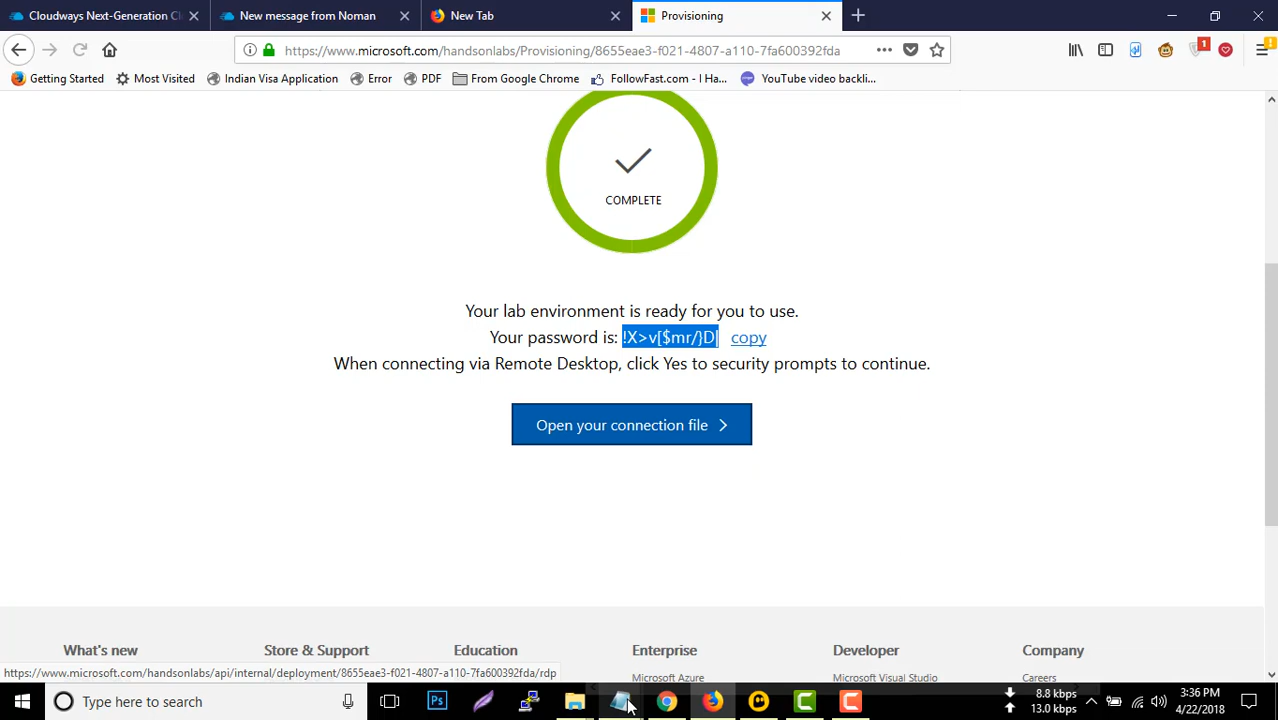 Cloudways Next-Generation Cl
New message from Noman
New Tab
Provisioning
https://www.microsoft.com/handsonlabs/Provisioning/8655eae3-f021-4807-a110-7fa600392fda
1
Getting Started
Most Visited
Indian Visa Application
Error
PDF
From Google Chrome
FollowFast.com - I Ha...
YouTube video backli...
COMPLETE
Your lab environment is ready for you to use.
Your password is: !X>v[$mr/}D| copy
When connecting via Remote Desktop, click Yes to security prompts to continue.
Open your connection file
What's new
Store & Support
Education
Enterprise
Developer
Company
https://www.microsoft.com/handsonlabs/api/internal/deployment/8655eae3-f021-4807-a110-7fa600392fda/rdp
Microsoft Azure
Microsoft Visual Studio
Careers
Type here to search
Ps
8.8 kbps
13.0 kbps
3:36 PM
4/22/2018